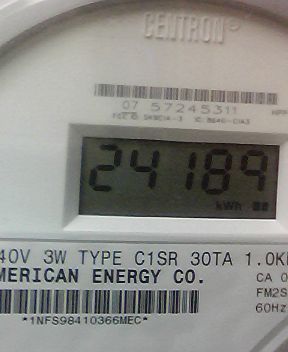 CENTRON®
07 57245311
24189
kWh
40V 3W TYPE C1SR 30TA 1.0K
MERICAN ENERGY CO.
CA 0
FM2S
60Hz
*1NFS98410366MEC*